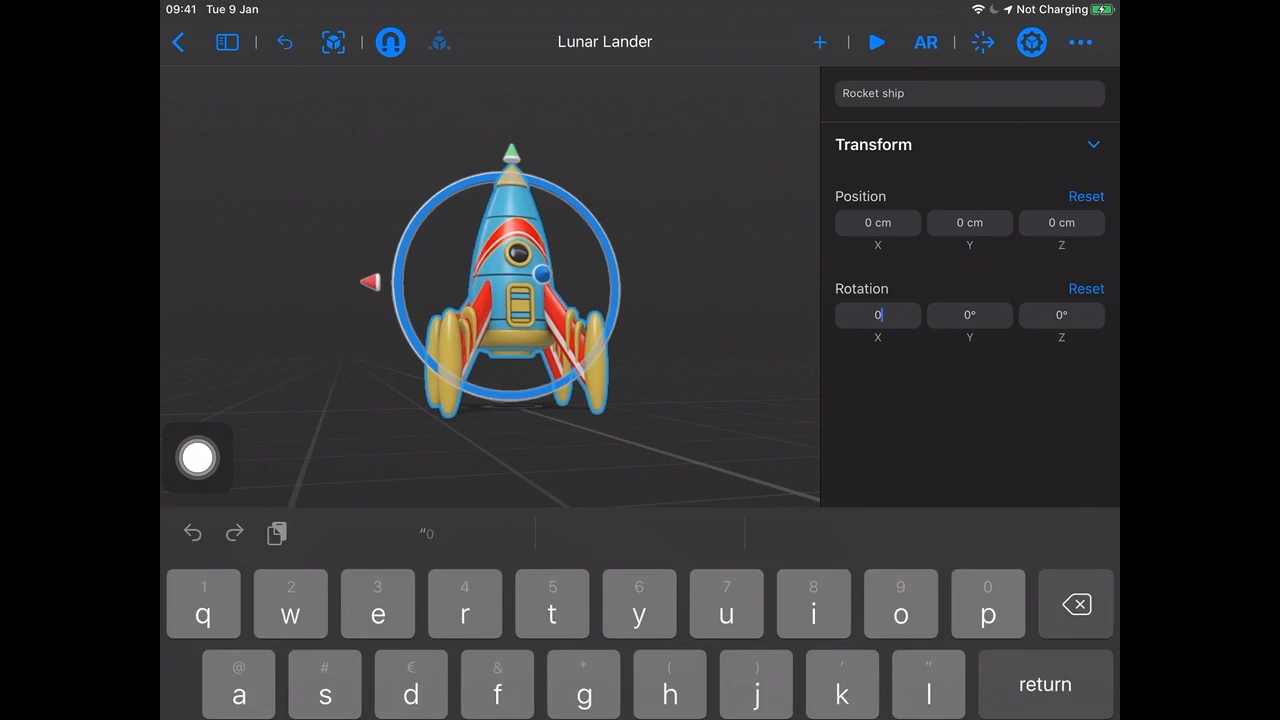 09:41 Tue 9 Jan Not Charging
Lunar Lander AR
Rocket ship
Transform
Position Reset
0 cm 0 cm 0 cm
X Y Z
Rotation Reset
0 0° 0°
X Y Z
“0
1 2 3 4 5 6 7 8 9 0
q w e r t y u i o p
@ # € & * ( ) ' "
a s d f g h j k l return